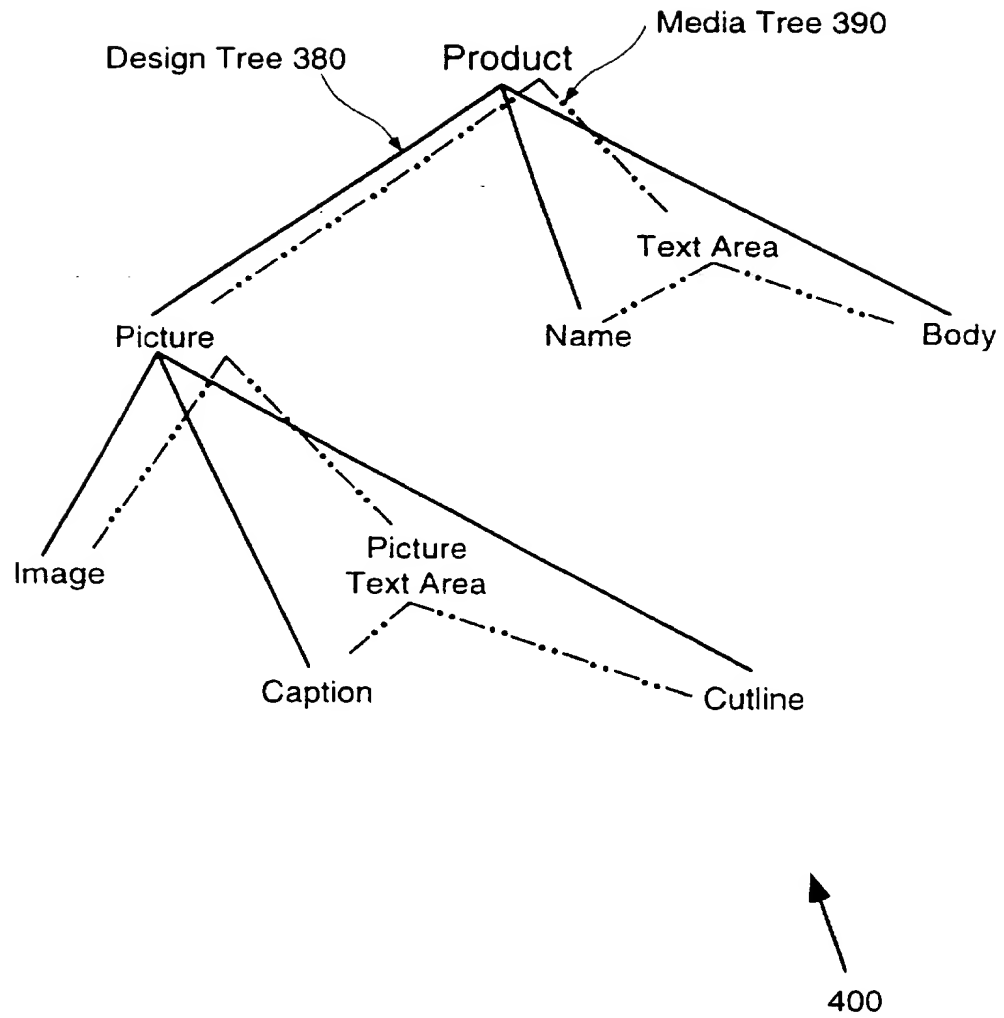 Media Tree 390
Design Tree 380
Product
Text Area
Picture
Name
Body
Picture
Image
Text Area
Caption
Cutline
400